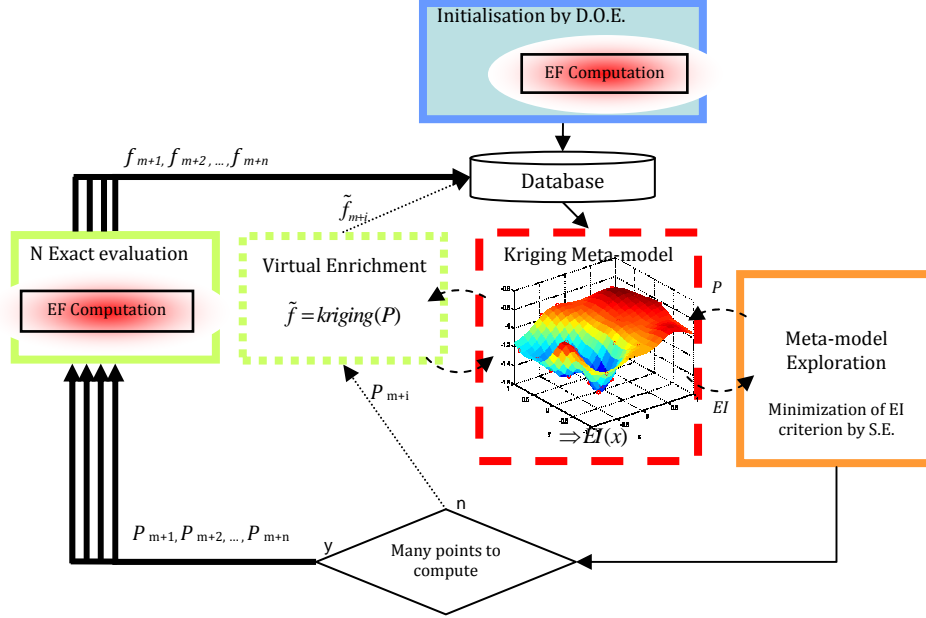 Initialisation by D.O.E.
EF Computation
f m+1, f m+2 , ... , f m+n
Database
f̃ m+i
N Exact evaluation
EF Computation
Virtual Enrichment
f̃ = kriging(P)
Kriging Meta-model
⇒ EI(x)
P
EI
Meta-model
Exploration
Minimization of EI
criterion by S.E.
P m+i
n
P m+1, P m+2, ..., P m+n
y
Many points to
compute